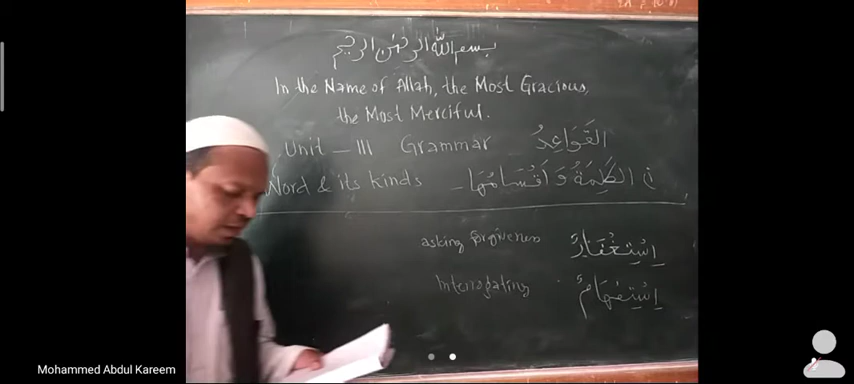 بسم الله الرحمن الرحيم
In the Name of Allah, the Most Gracious,
the Most Merciful.
Unit - III Grammar القَوَاعِدُ
Word & its kinds - الكَلِمَةُ وَ أَقْسَامُهَا
asking forgiveness اِسْتِغْفَارٌ
Interrogating اِسْتِفْهَامٌ
Mohammed Abdul Kareem